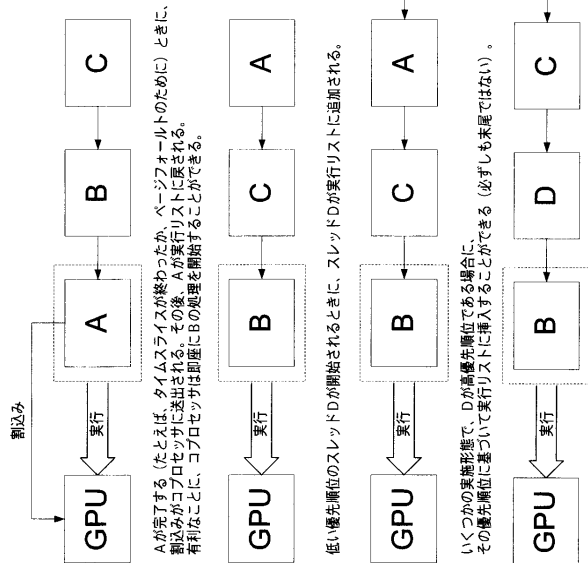 割込み
GPU 実行 A B C
Aが完了する（たとえば、タイムスライスが終わったか、ページフォールトのために）ときに、
割込みがコプロセッサに送出される。その後、Aが実行リストに戻される。
有利なことに、コプロセッサは即座にBの処理を開始することができる。
GPU 実行 B C A
低い優先順位のスレッドDが開始されるときに、スレッドDが実行リストに追加される。
GPU 実行 B C A
いくつかの実施形態で、Dが高優先順位である場合に、
その優先順位に基づいて実行リストに挿入することができる（必ずしも末尾ではない）。
GPU 実行 B D C